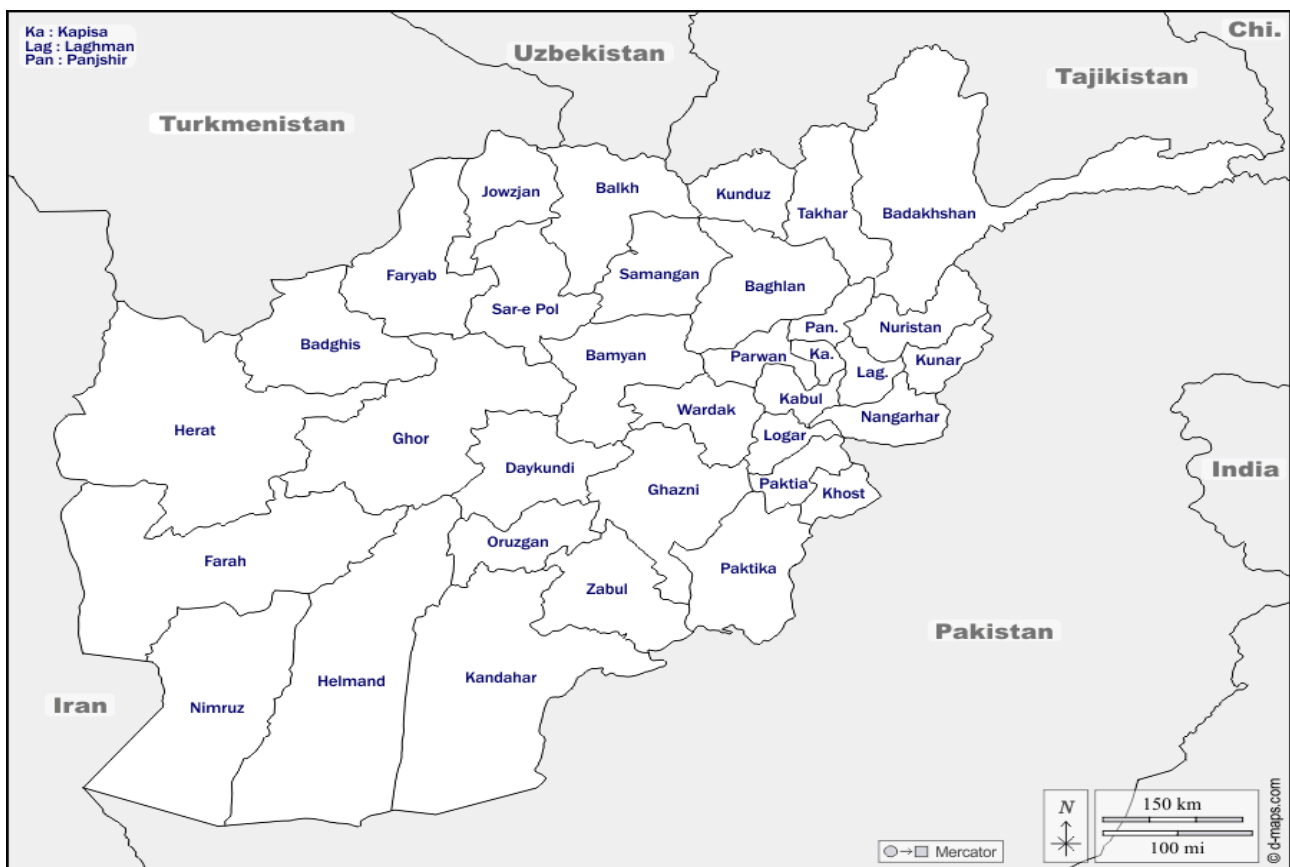 Ka : Kapisa
Lag : Laghman
Pan : Panjshir
Chi.
Uzbekistan
Tajikistan
Turkmenistan
Jowzjan
Balkh
Kunduz
Takhar
Badakhshan
Faryab
Samangan
Baghlan
Sar-e Pol
Pan.
Nuristan
Badghis
Bamyan
Parwan
Ka.
Kunar
Lag.
Kabul
Wardak
Nangarhar
Herat
Ghor
Logar
Daykundi
India
Ghazni
Paktia
Khost
Oruzgan
Farah
Paktika
Zabul
Pakistan
Kandahar
Helmand
Iran
Nimruz
N
150 km
100 mi
Mercator
© d-maps.com